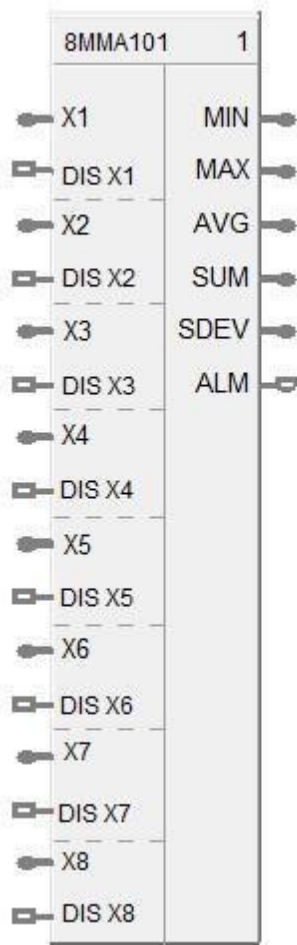 8MMA101 1
X1 MIN
DIS X1 MAX
X2 AVG
DIS X2 SUM
X3 SDEV
DIS X3 ALM
X4
DIS X4
X5
DIS X5
X6
DIS X6
X7
DIS X7
X8
DIS X8